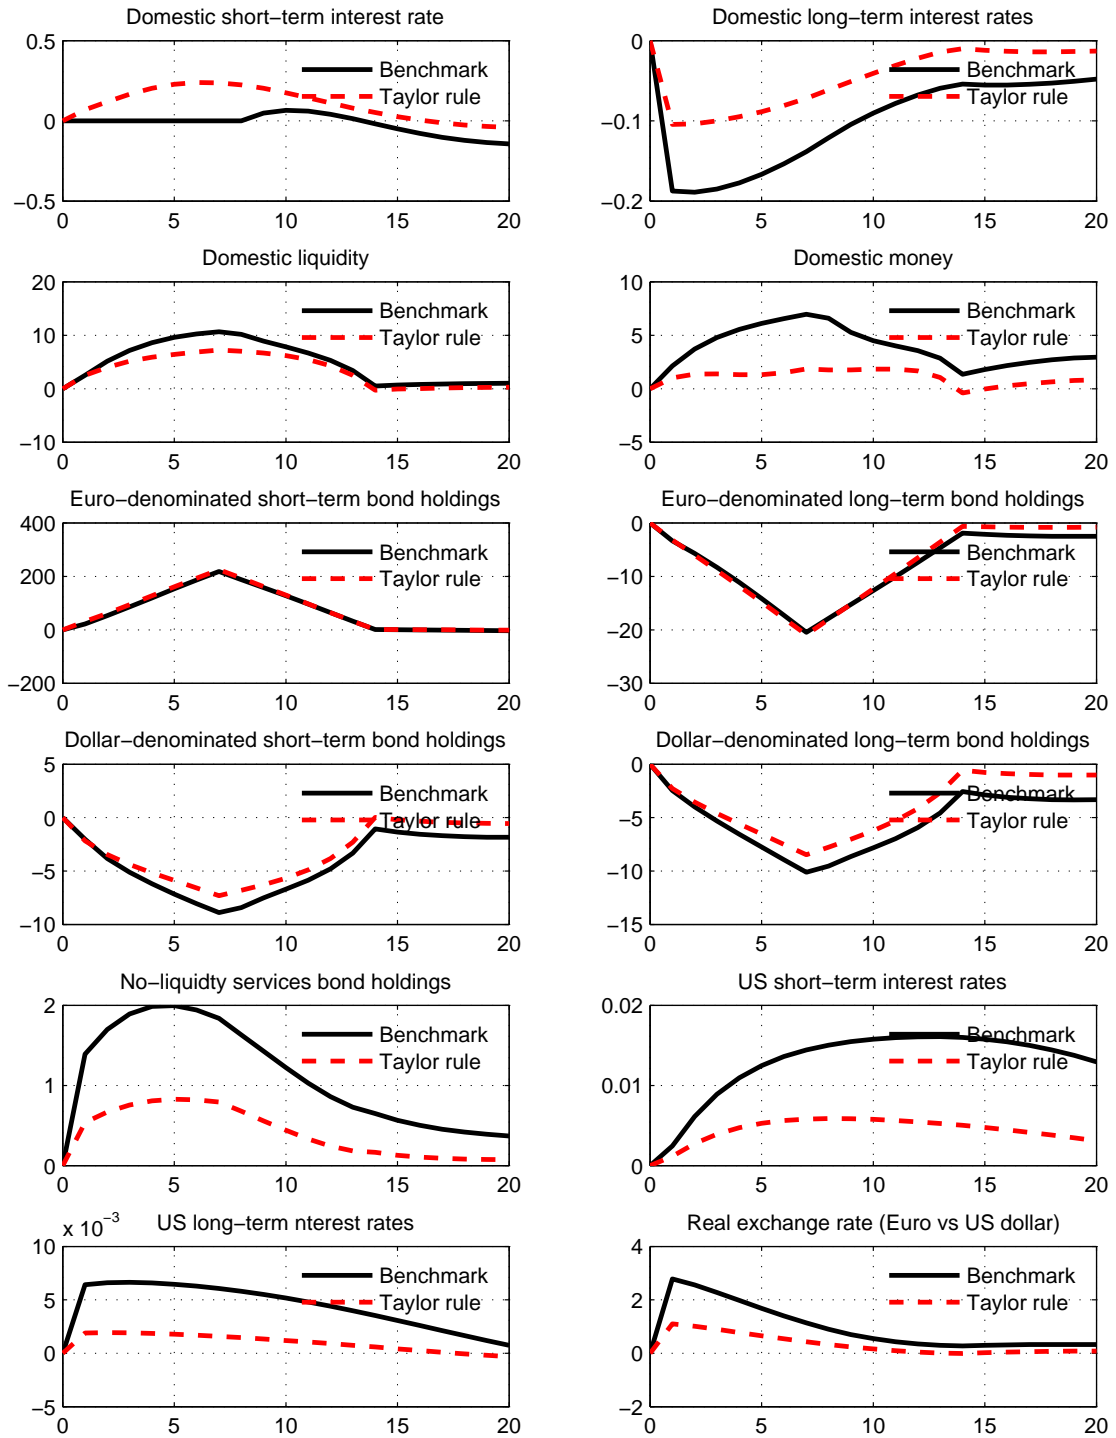 Domestic short−term interest rate
0.5
0
−0.5
0 5 10 15 20
Benchmark
Taylor rule
Domestic long−term interest rates
0
−0.1
−0.2
0 5 10 15 20
Benchmark
Taylor rule
Domestic liquidity
20
10
0
−10
0 5 10 15 20
Benchmark
Taylor rule
Domestic money
10
5
0
−5
0 5 10 15 20
Benchmark
Taylor rule
Euro−denominated short−term bond holdings
400
200
0
−200
0 5 10 15 20
Benchmark
Taylor rule
Euro−denominated long−term bond holdings
0
−10
−20
−30
0 5 10 15 20
Benchmark
Taylor rule
Dollar−denominated short−term bond holdings
5
0
−5
−10
0 5 10 15 20
Benchmark
Taylor rule
Dollar−denominated long−term bond holdings
0
−5
−10
−15
0 5 10 15 20
Benchmark
Taylor rule
No−liquidty services bond holdings
2
1
0
0 5 10 15 20
Benchmark
Taylor rule
US short−term interest rates
0.02
0.01
0
0 5 10 15 20
Benchmark
Taylor rule
x 10^−3 US long−term nterest rates
10
5
0
−5
0 5 10 15 20
Benchmark
Taylor rule
Real exchange rate (Euro vs US dollar)
4
2
0
−2
0 5 10 15 20
Benchmark
Taylor rule